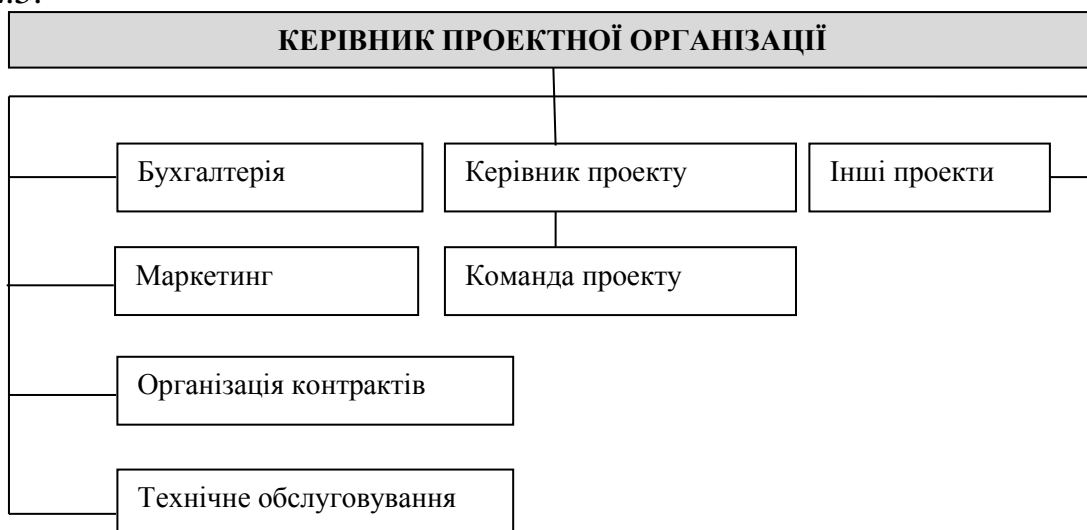 КЕРІВНИК ПРОЕКТНОЇ ОРГАНІЗАЦІЇ
Бухгалтерія
Керівник проекту
Інші проекти
Маркетинг
Команда проекту
Організація контрактів
Технічне обслуговування